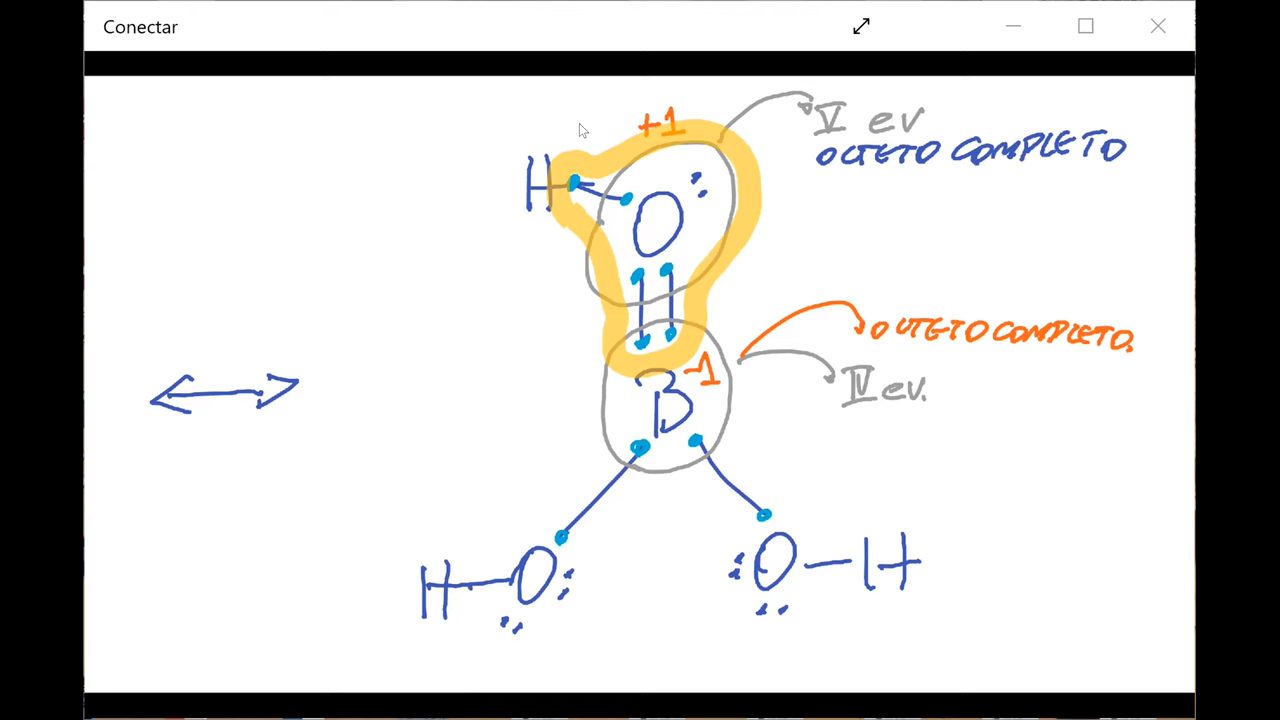 Conectar
+1
V ev
OCTETO COMPLETO
H
O
OCTETO COMPLETO.
-1
IV ev.
B
H-O
O-H